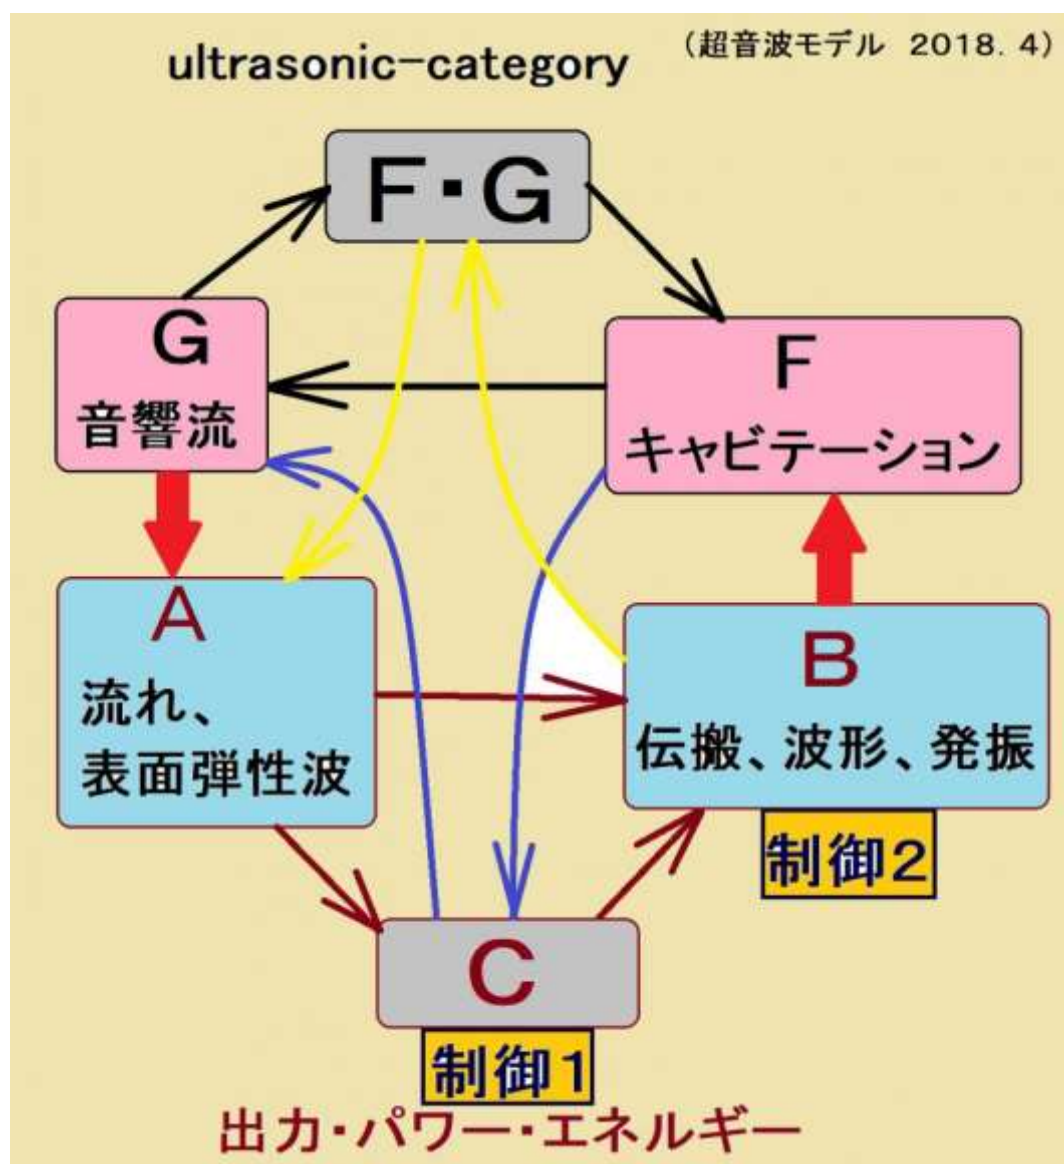 ultrasonic-category
(超音波モデル 2018. 4)
F・G
G
音響流
F
キャビテーション
A
流れ、
表面弾性波
B
伝搬、波形、発振
制御2
C
制御1
出力・パワー・エネルギー